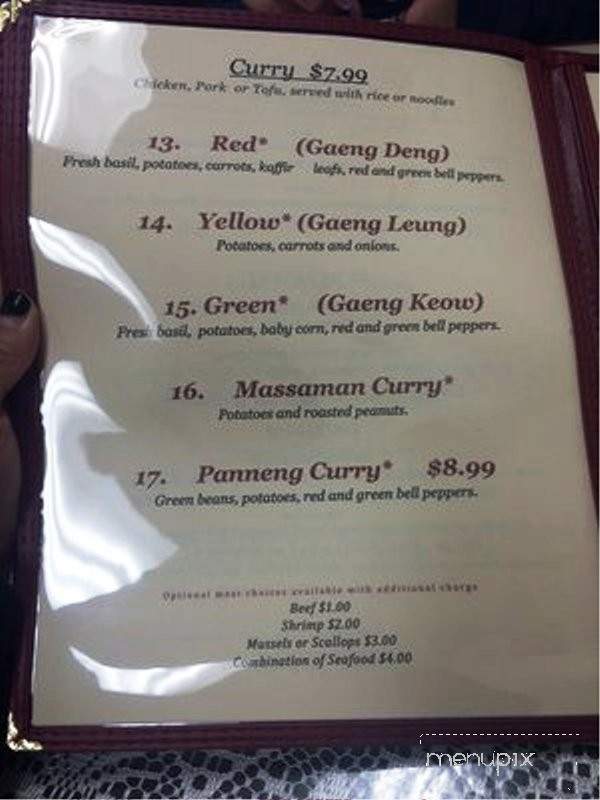 Curry $7.99
Chicken, Pork or Tofu, served with rice or noodles
13. Red* (Gaeng Deng)
Fresh basil, potatoes, carrots, kaffir leafs, red and green bell peppers.
14. Yellow* (Gaeng Leung)
Potatoes, carrots and onions.
15. Green* (Gaeng Keow)
Fresh basil, potatoes, baby corn, red and green bell peppers.
16. Massaman Curry*
Potatoes and roasted peanuts.
17. Panneng Curry* $8.99
Green beans, potatoes, red and green bell peppers.
Optional meat choices available with additional charge
Beef $1.00
Shrimp $2.00
Mussels or Scallops $3.00
Combination of Seafood $4.00
menupix